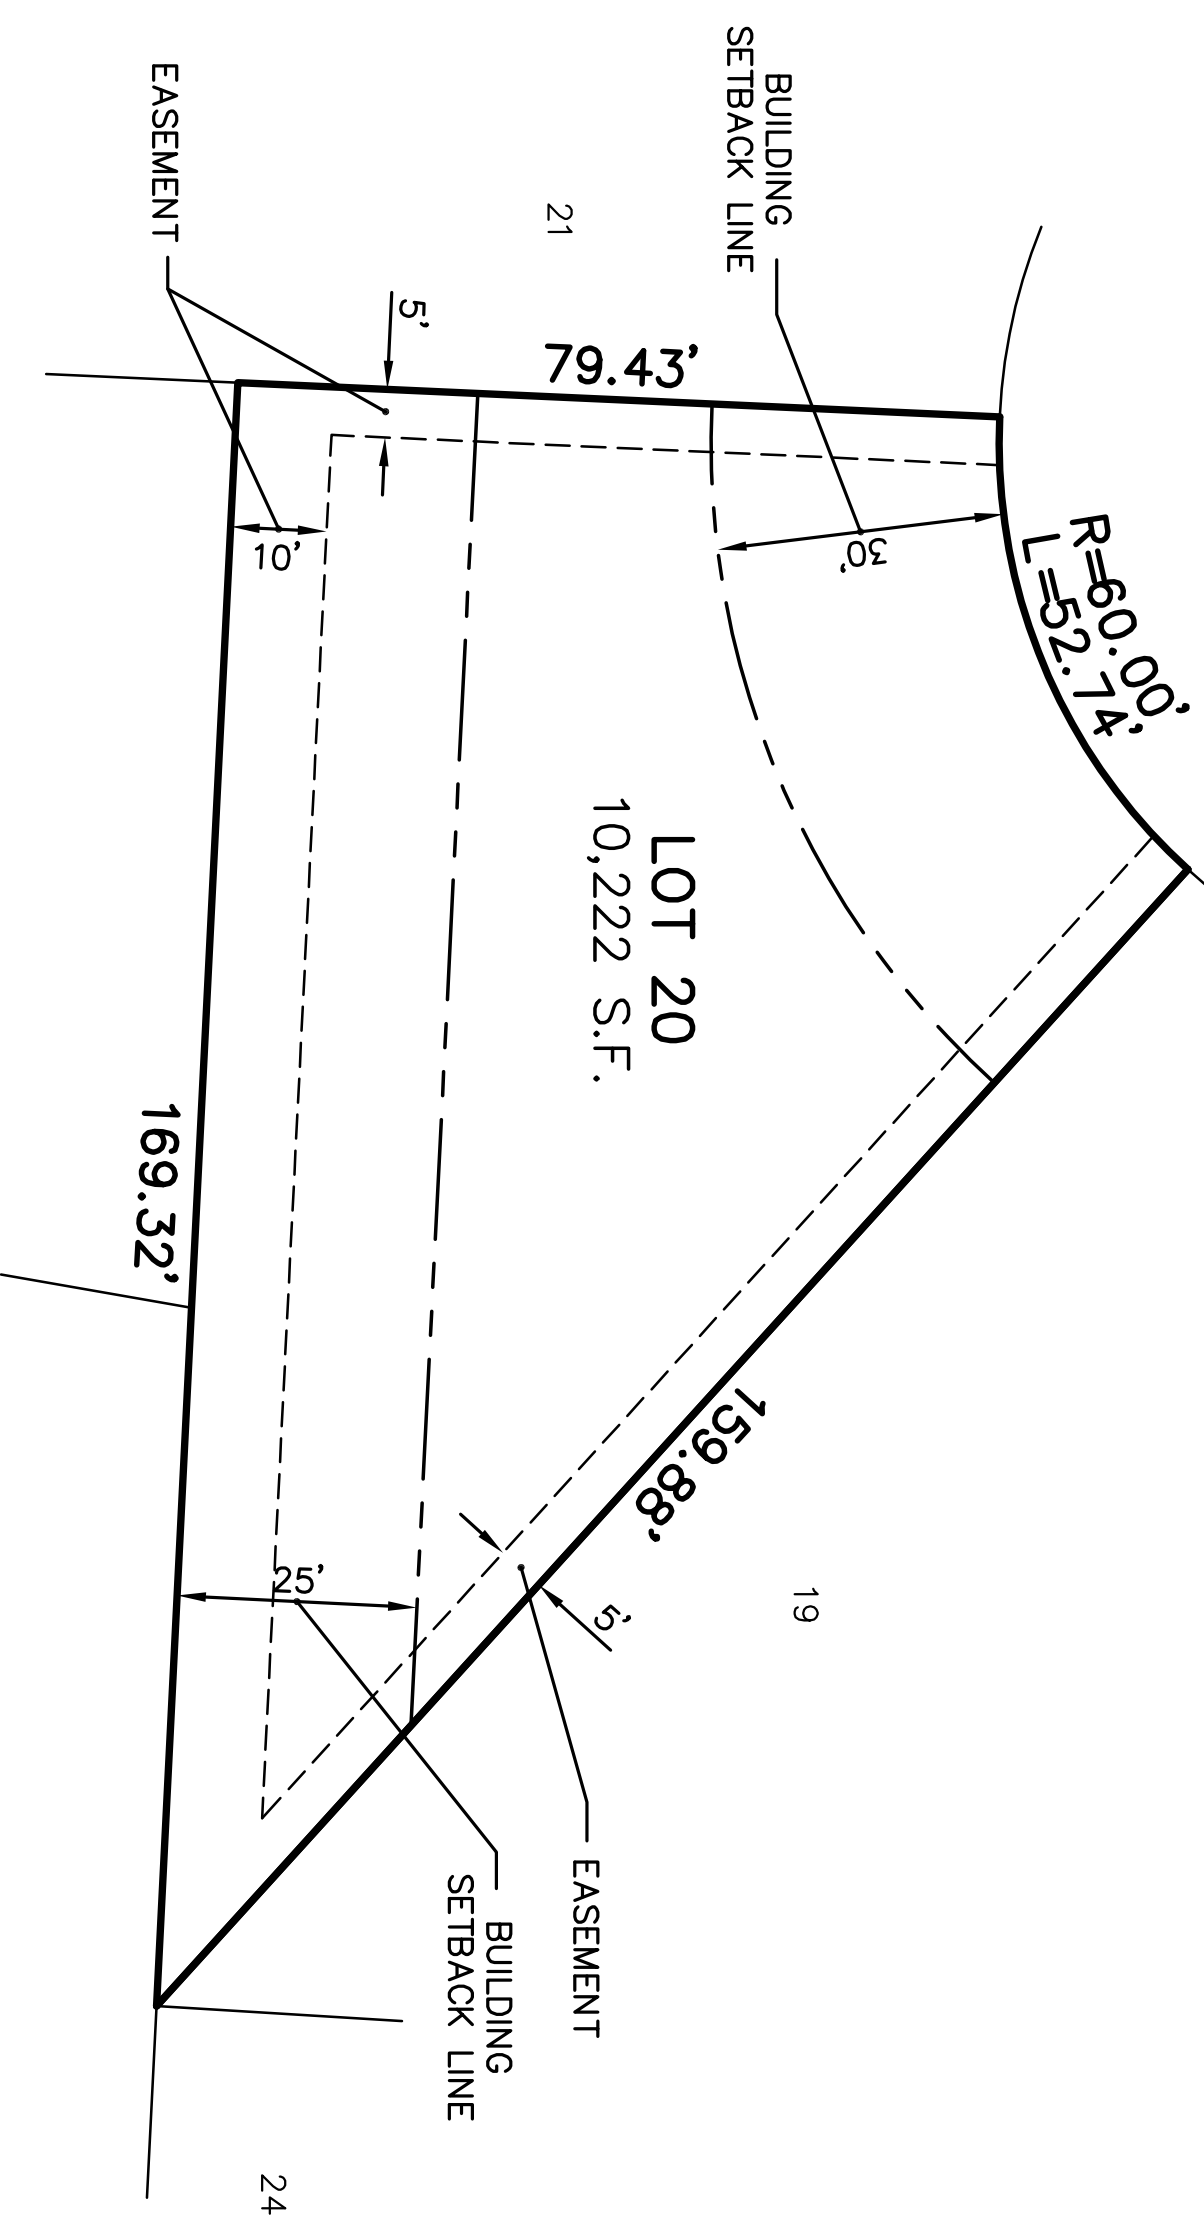 R=60.00'
L=52.74'
BUILDING
SETBACK LINE
30'
21
79.43'
5'
EASEMENT
10'
LOT 20
10,222 S.F.
169.32'
159.88'
19
5'
25'
EASEMENT
BUILDING
SETBACK LINE
24